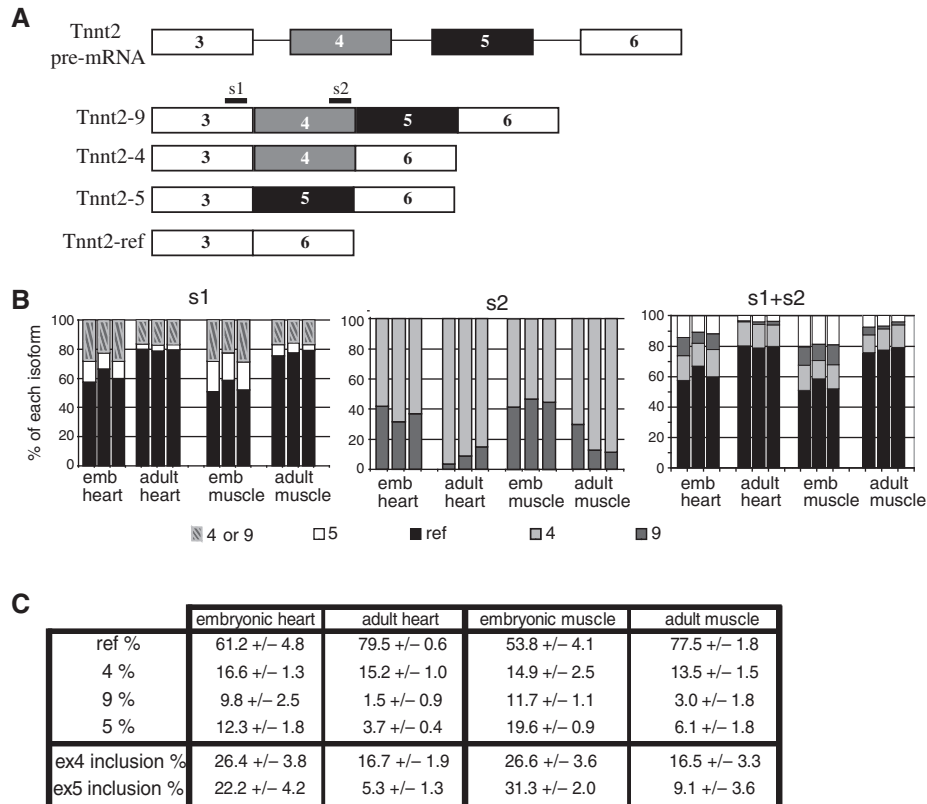 A
Tnnt2 pre-mRNA
3 4 5 6
s1 s2
Tnnt2-9 3 4 5 6
Tnnt2-4 3 4 6
Tnnt2-5 3 5 6
Tnnt2-ref 3 6
B
s1
% of each isoform
100
80
60
40
20
0
emb heart
adult heart
emb muscle
adult muscle
s2
100
80
60
40
20
0
emb heart
adult heart
emb muscle
adult muscle
s1+s2
100
80
60
40
20
0
emb heart
adult heart
emb muscle
adult muscle
4 or 9 5 ref 4 9
C
embryonic heart adult heart embryonic muscle adult muscle
ref % 61.2 +/− 4.8 79.5 +/− 0.6 53.8 +/− 4.1 77.5 +/− 1.8
4 % 16.6 +/− 1.3 15.2 +/− 1.0 14.9 +/− 2.5 13.5 +/− 1.5
9 % 9.8 +/− 2.5 1.5 +/− 0.9 11.7 +/− 1.1 3.0 +/− 1.8
5 % 12.3 +/− 1.8 3.7 +/− 0.4 19.6 +/− 0.9 6.1 +/− 1.8
ex4 inclusion % 26.4 +/− 3.8 16.7 +/− 1.9 26.6 +/− 3.6 16.5 +/− 3.3
ex5 inclusion % 22.2 +/− 4.2 5.3 +/− 1.3 31.3 +/− 2.0 9.1 +/− 3.6